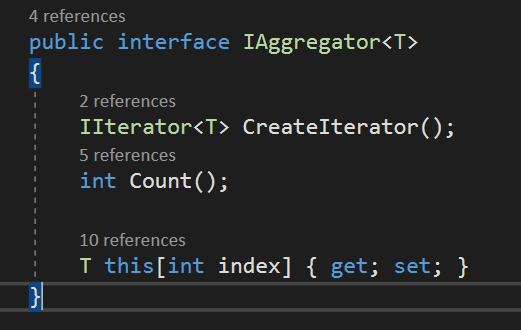 4 references
public interface IAggregator<T>
{
2 references
IIterator<T> CreateIterator();
5 references
int Count();
10 references
T this[int index] { get; set; }
}